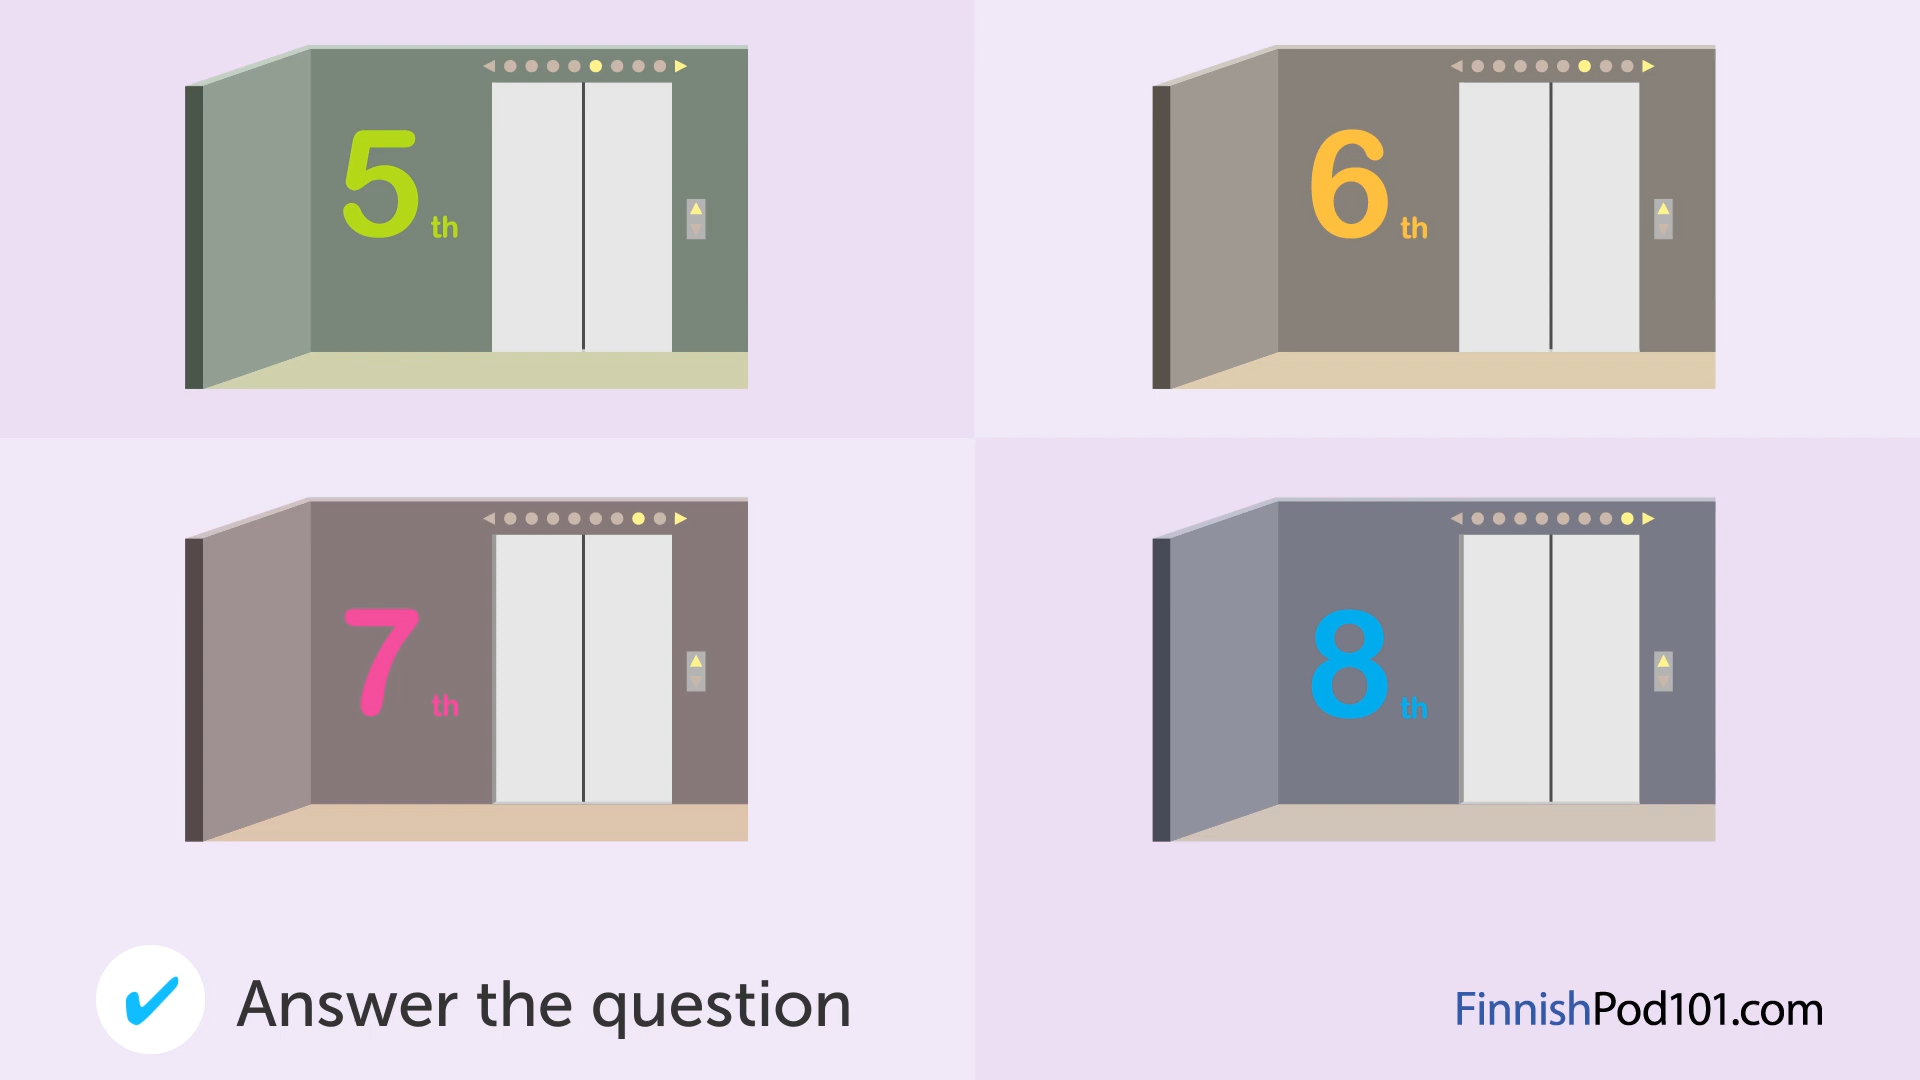 5th
6th
7th
8th
Answer the question
FinnishPod101.com